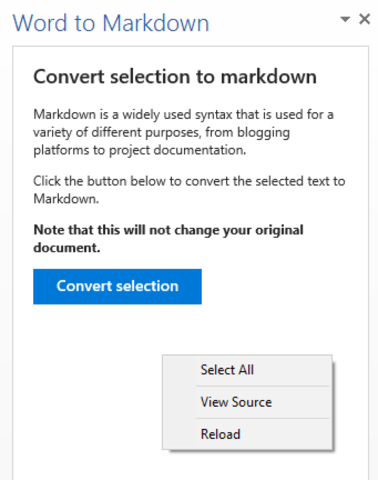 Word to Markdown
Convert selection to markdown
Markdown is a widely used syntax that is used for a
variety of different purposes, from blogging
platforms to project documentation.
Click the button below to convert the selected text to
Markdown.
Note that this will not change your original
document.
Convert selection
Select All
View Source
Reload